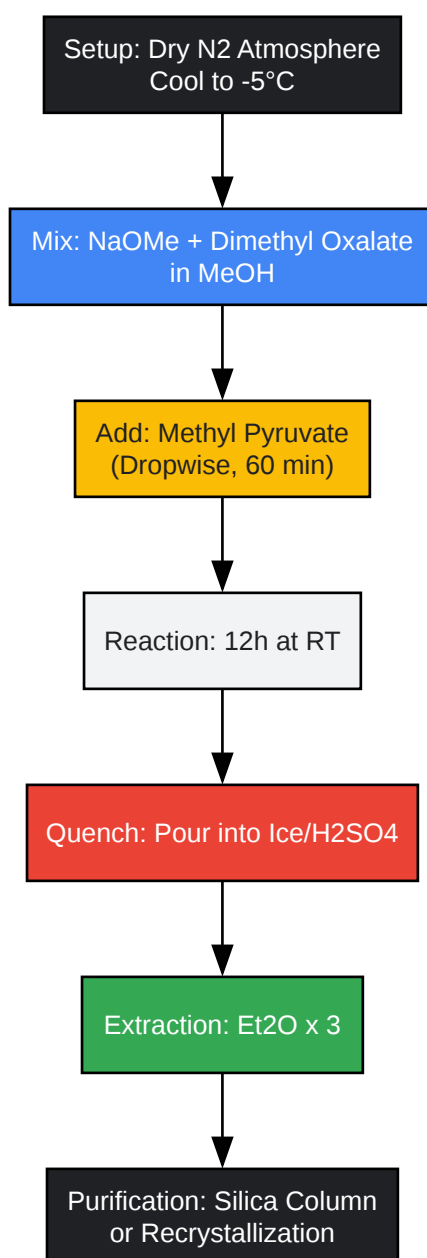 Setup: Dry N2 Atmosphere
Cool to -5°C
Mix: NaOMe + Dimethyl Oxalate
in MeOH
Add: Methyl Pyruvate
(Dropwise, 60 min)
Reaction: 12h at RT
Quench: Pour into Ice/H2SO4
Extraction: Et2O x 3
Purification: Silica Column
or Recrystallization